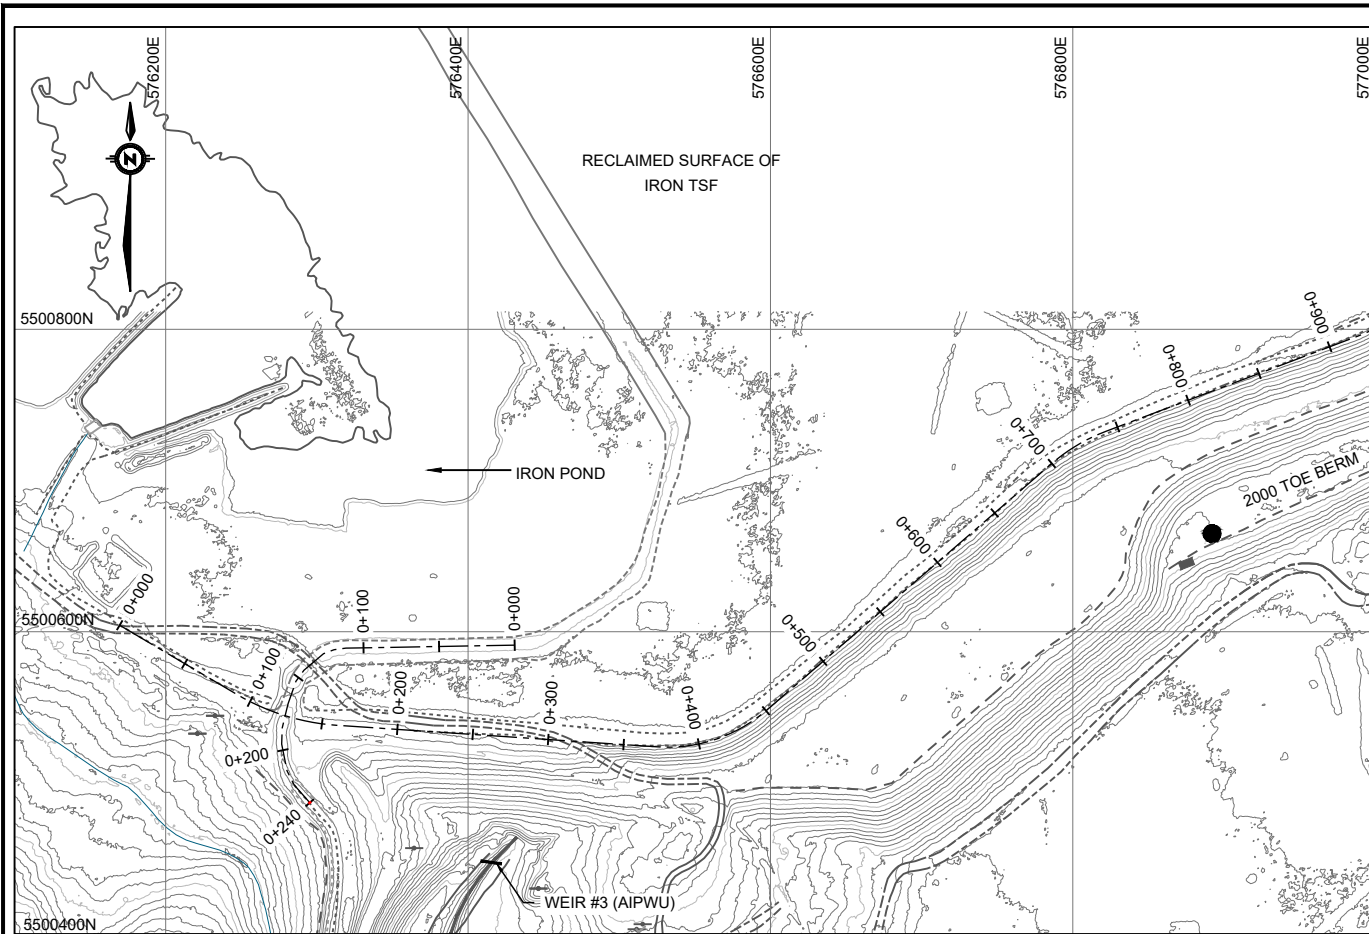 576200E
576400E
576600E
576800E
577000E
N
RECLAIMED SURFACE OF
IRON TSF
5500800N
0+900
0+800
0+700
IRON POND
2000 TOE BERM
0+600
0+000
0+100
0+000
5500600N
0+500
0+100
0+200
0+300
0+400
0+200
0+240
WEIR #3 (AIPWU)
5500400N